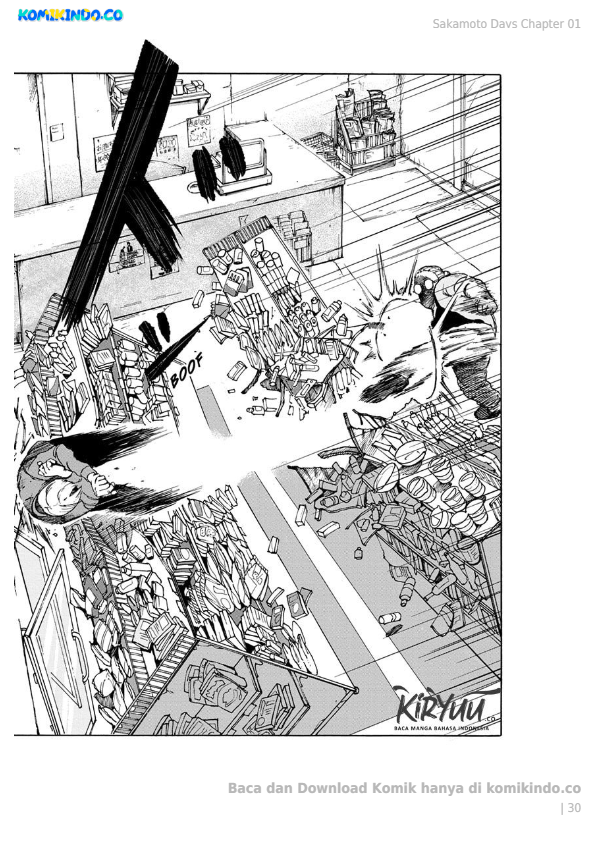 KOMIKINDO.CO
Sakamoto Days Chapter 01
BOOF
KiRYUU.CO
BACA MANGA BAHASA INDONESIA
Baca dan Download Komik hanya di komikindo.co
| 30